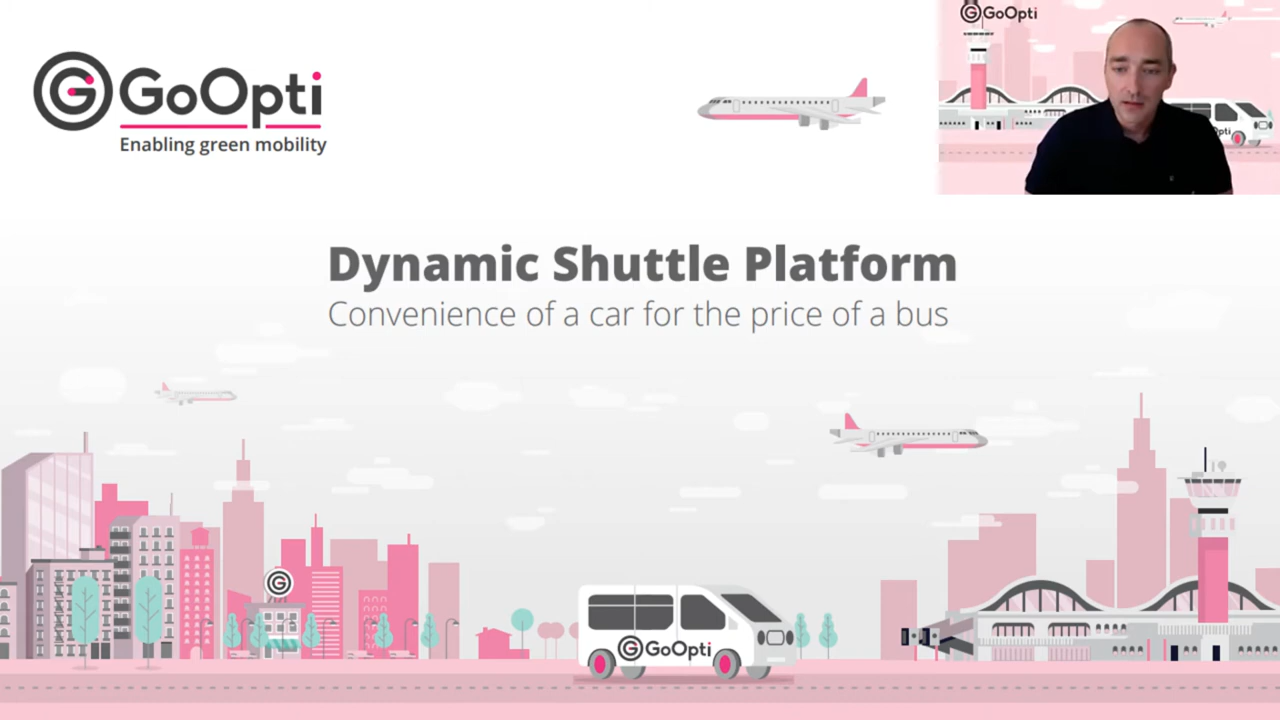 GoOpti
Enabling green mobility
GoOpti
Dynamic Shuttle Platform
Convenience of a car for the price of a bus
GoOpti